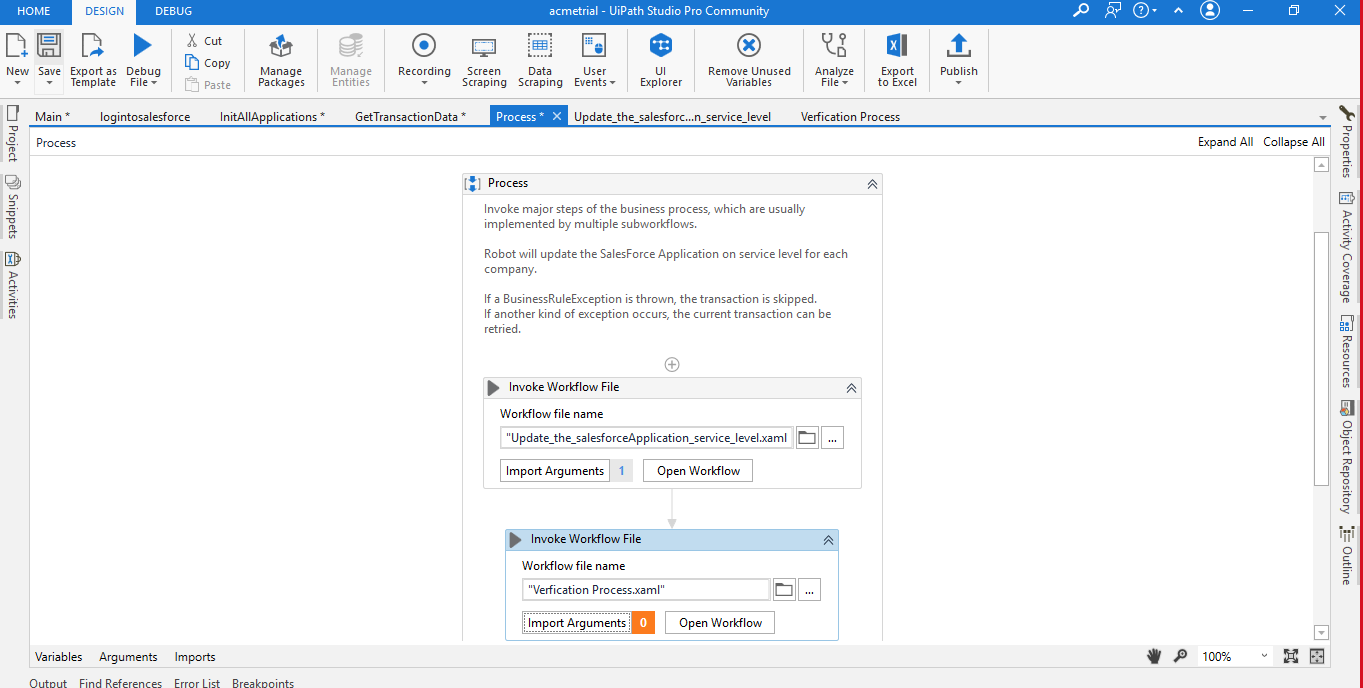 HOME DESIGN DEBUG acmetrial - UiPath Studio Pro Community
New Save Export as Template Debug File Cut Copy Paste Manage Packages Manage Entities Recording Screen Scraping Data Scraping User Events UI Explorer Remove Unused Variables Analyze File Export to Excel Publish
Main * logintosalesforce InitAllApplications * GetTransactionData * Process * Update_the_salesforc...n_service_level Verfication Process
Process Expand All Collapse All
Project
Snippets
Activities
Process
Invoke major steps of the business process, which are usually
implemented by multiple subworkflows.
Robot will update the SalesForce Application on service level for each
company.
If a BusinessRuleException is thrown, the transaction is skipped.
If another kind of exception occurs, the current transaction can be
retried.
Invoke Workflow File
Workflow file name
"Update_the_salesforceApplication_service_level.xaml ...
Import Arguments 1 Open Workflow
Invoke Workflow File
Workflow file name
"Verfication Process.xaml" ...
Import Arguments 0 Open Workflow
Properties
Activity Coverage
Resources
Object Repository
Outline
Variables Arguments Imports 100%
Output Find References Error List Breakpoints